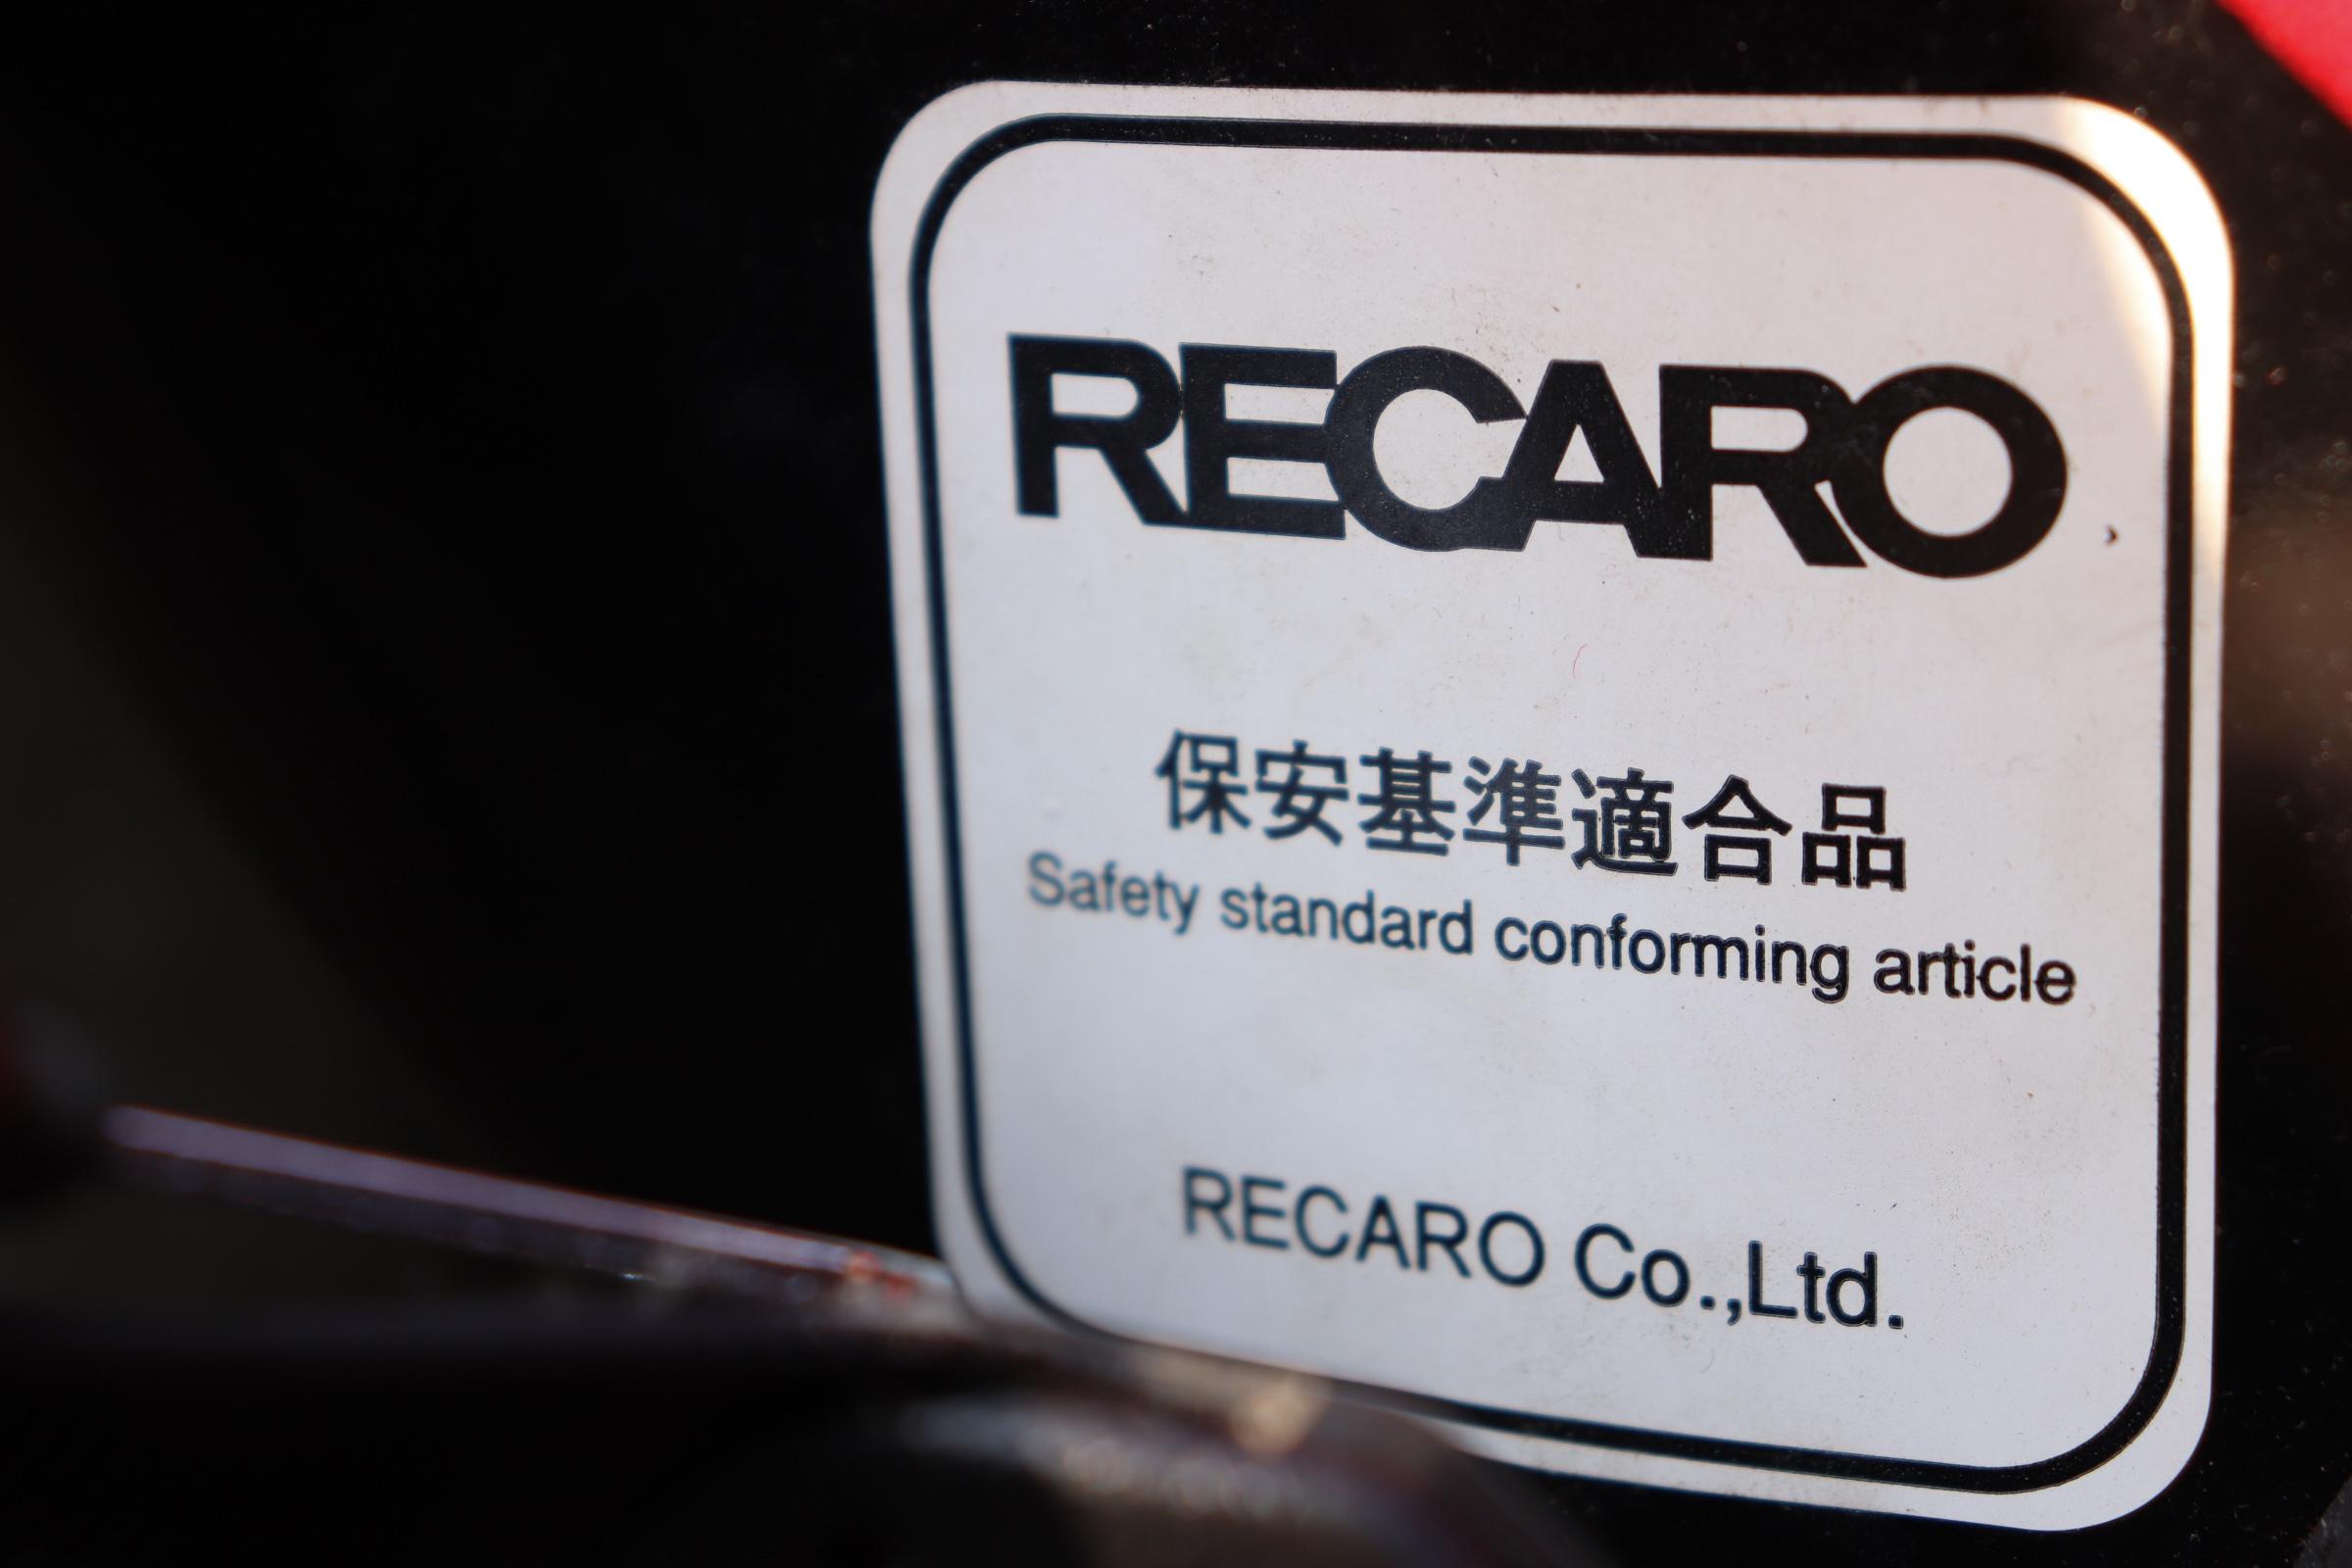 RECARO
保安基準適合品
Safety standard conforming article
RECARO Co.,Ltd.